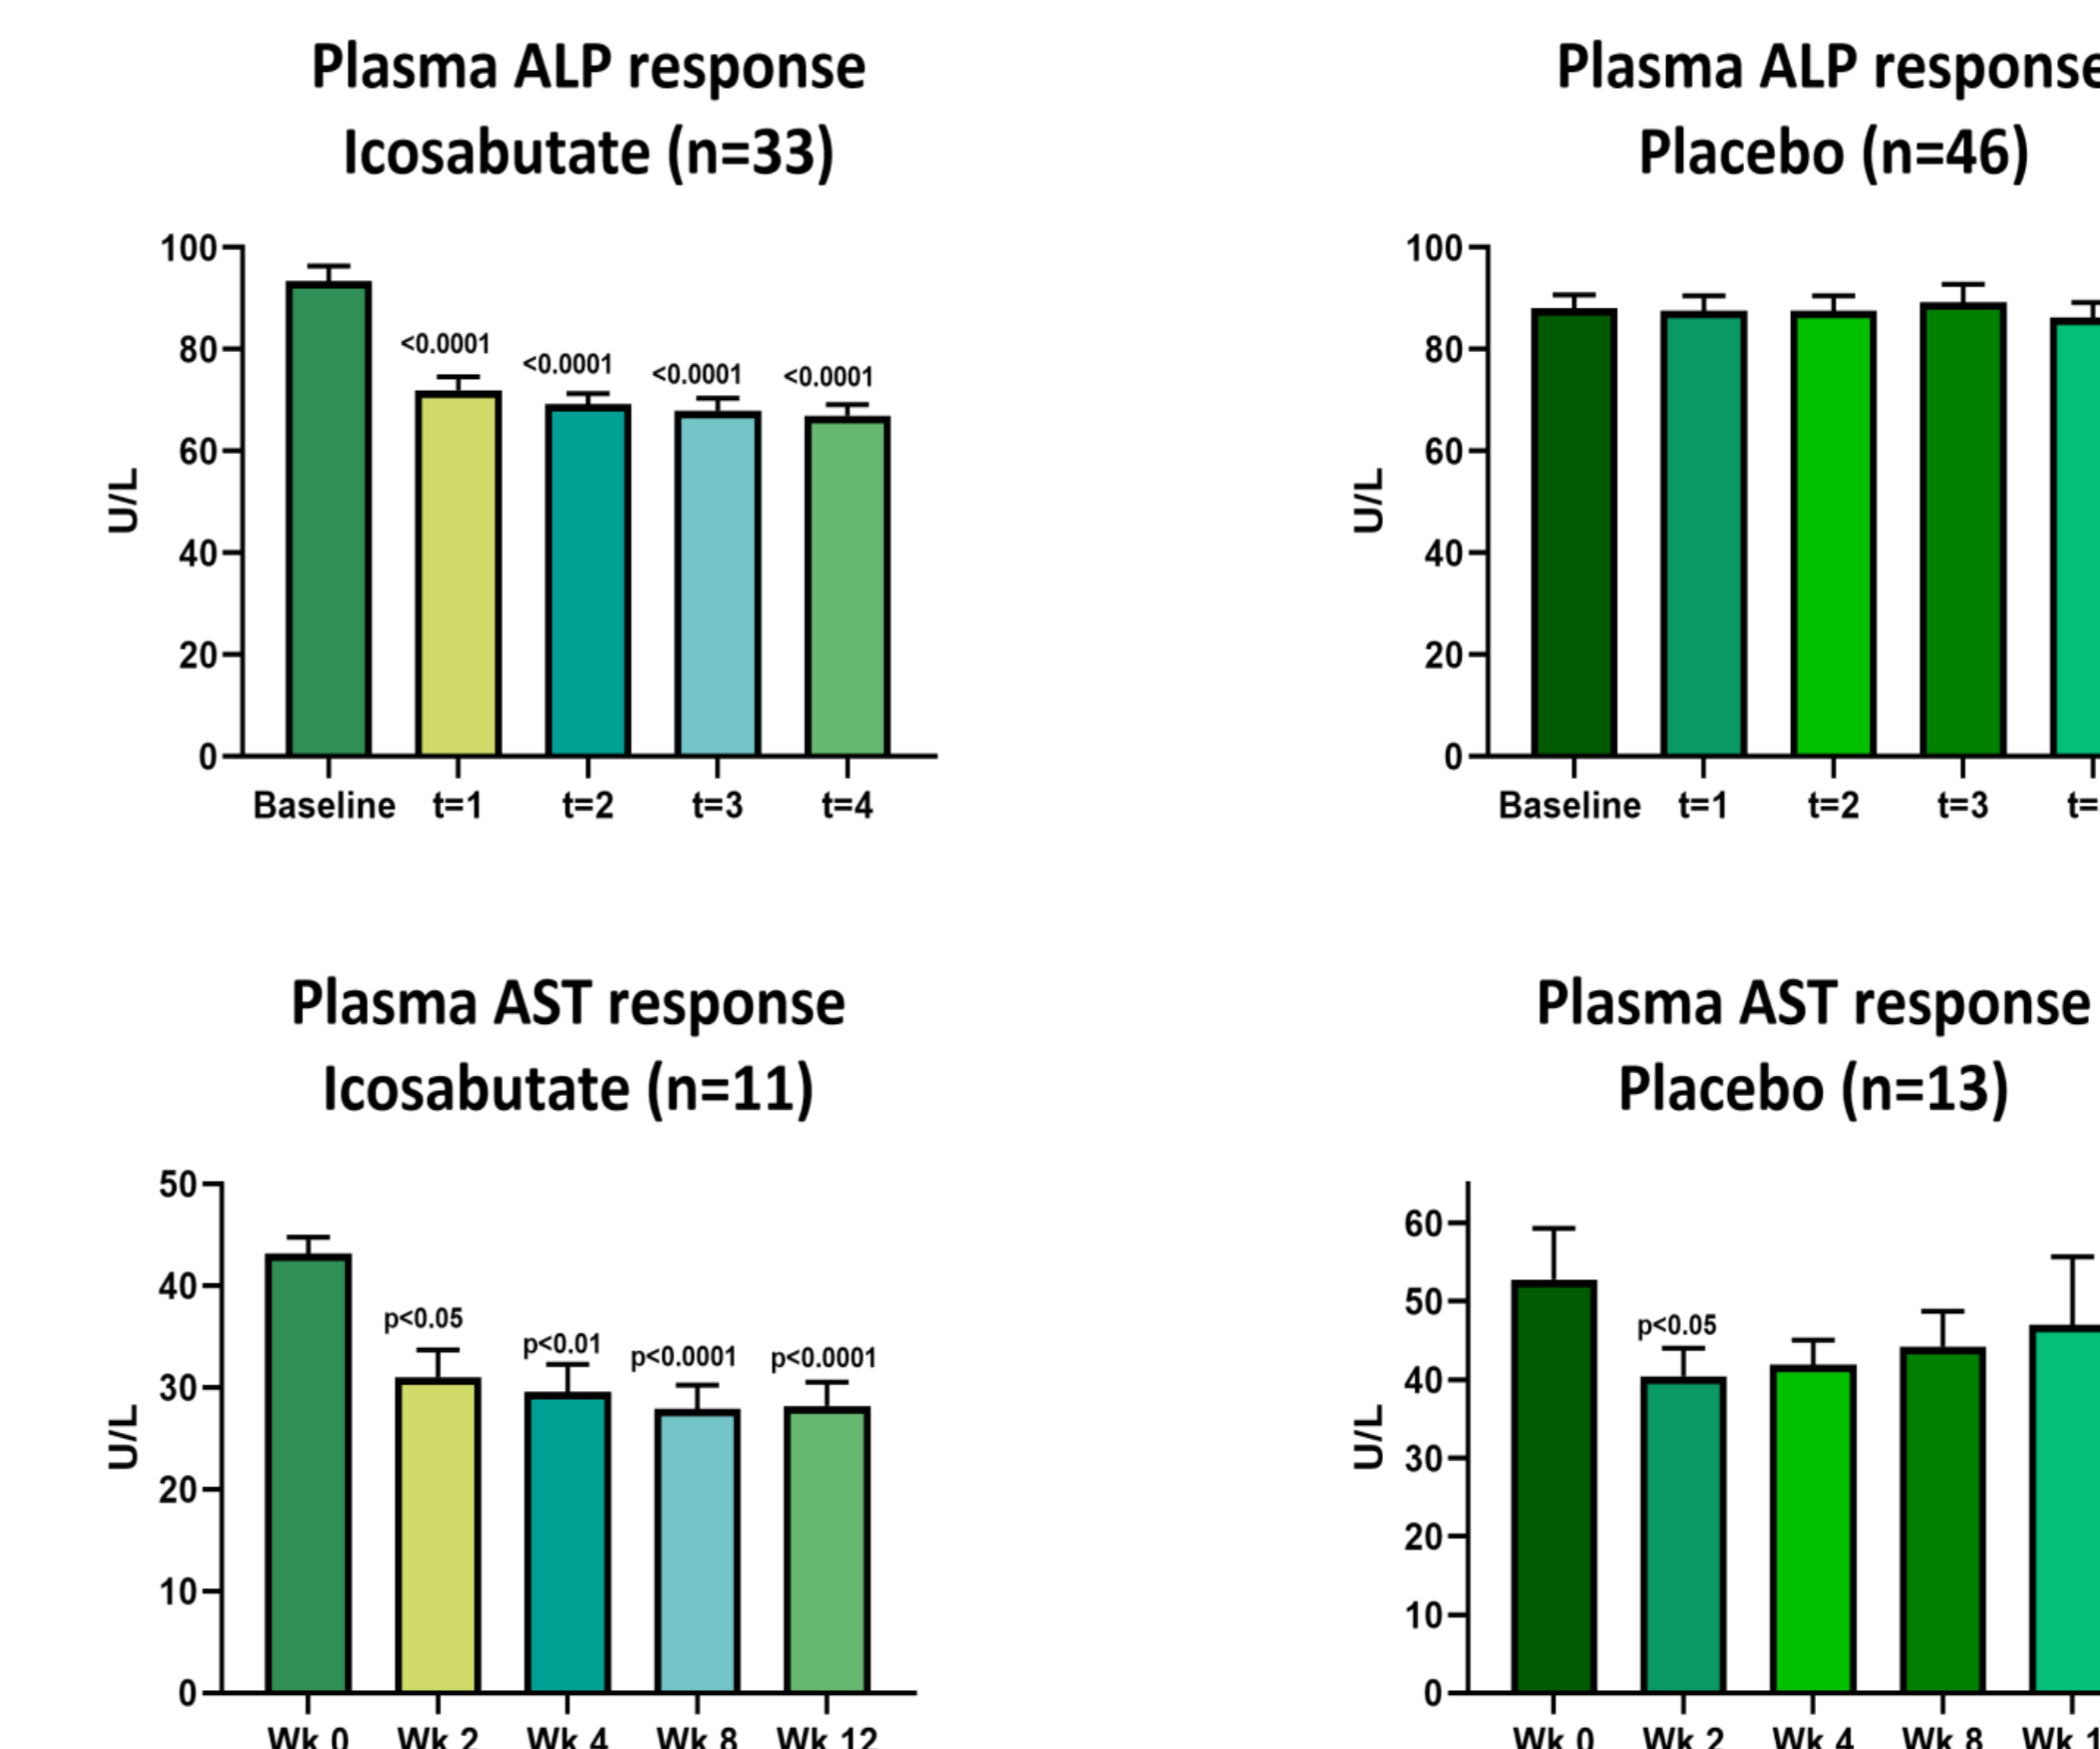 Plasma ALP response
Icosabutate (n=33)
100
80
60
40
20
0
U/L
<0.0001
<0.0001
<0.0001
<0.0001
Baseline t=1 t=2 t=3 t=4
Plasma ALP response
Placebo (n=46)
100
80
60
40
20
0
U/L
Baseline t=1 t=2 t=3 t=
Plasma AST response
Icosabutate (n=11)
50
40
30
20
10
0
U/L
p<0.05
p<0.01
p<0.0001
p<0.0001
Wk 0 Wk 2 Wk 4 Wk 8 Wk 12
Plasma AST response
Placebo (n=13)
60
50
40
30
20
10
0
U/L
p<0.05
Wk 0 Wk 2 Wk 4 Wk 8 Wk 1